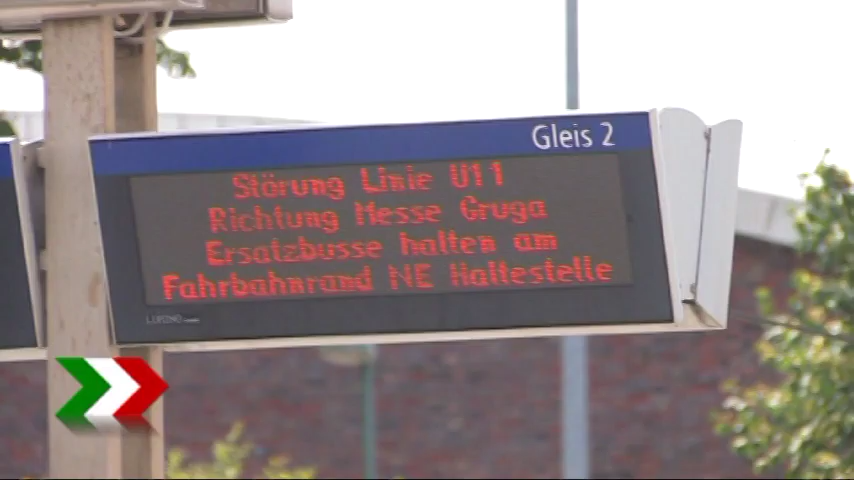 Gleis 2
Störung Linie U11
Richtung Messe Gruga
Ersatzbusse halten am
Fahrbahnrand NE Haltestelle